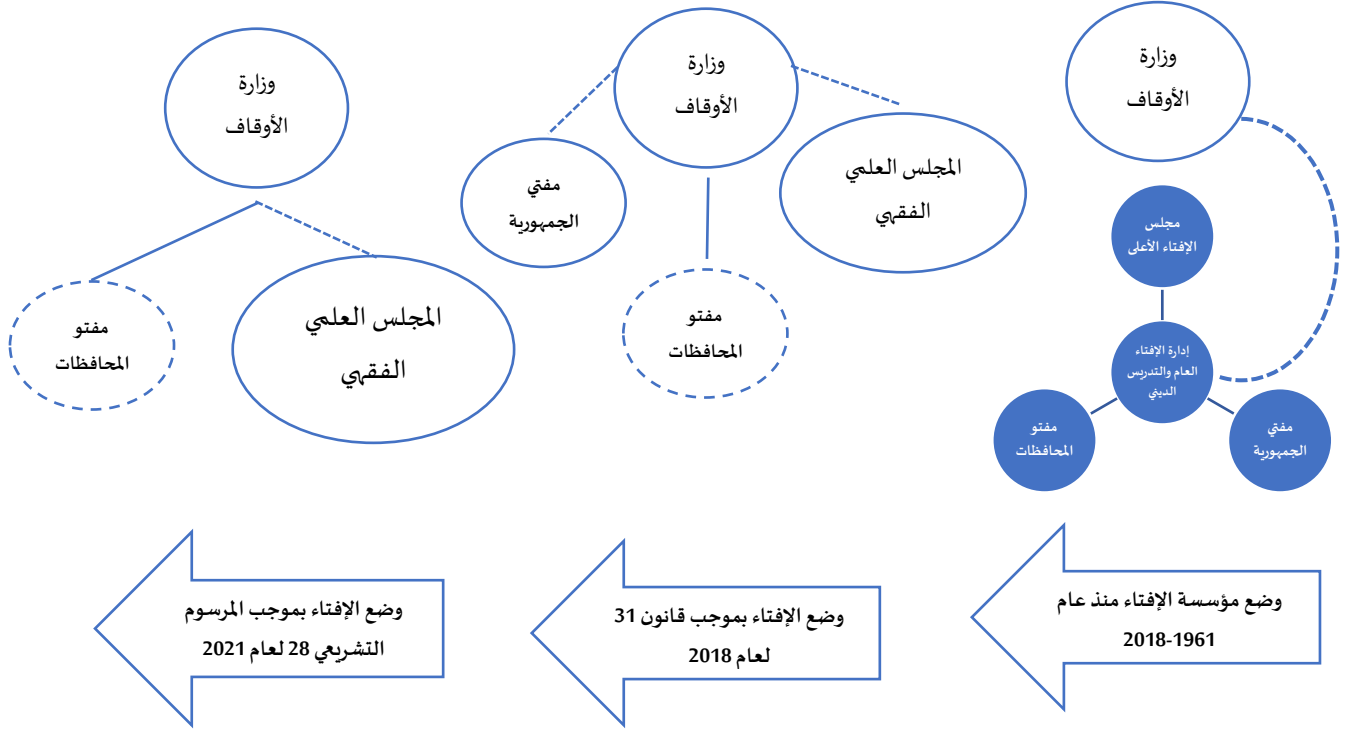 وزارة
الأوقاف
مجلس
الإفتاء الأعلى
إدارة الإفتاء
العام والتدريس
الديني
مفتي
الجمهورية
مفتو
المحافظات
وزارة
الأوقاف
المجلس العلمي
الفقهي
مفتي
الجمهورية
مفتو
المحافظات
وزارة
الأوقاف
المجلس العلمي
الفقهي
مفتو
المحافظات
وضع مؤسسة الإفتاء منذ عام
1961-2018
وضع الإفتاء بموجب قانون 31
لعام 2018
وضع الإفتاء بموجب المرسوم
التشريعي 28 لعام 2021